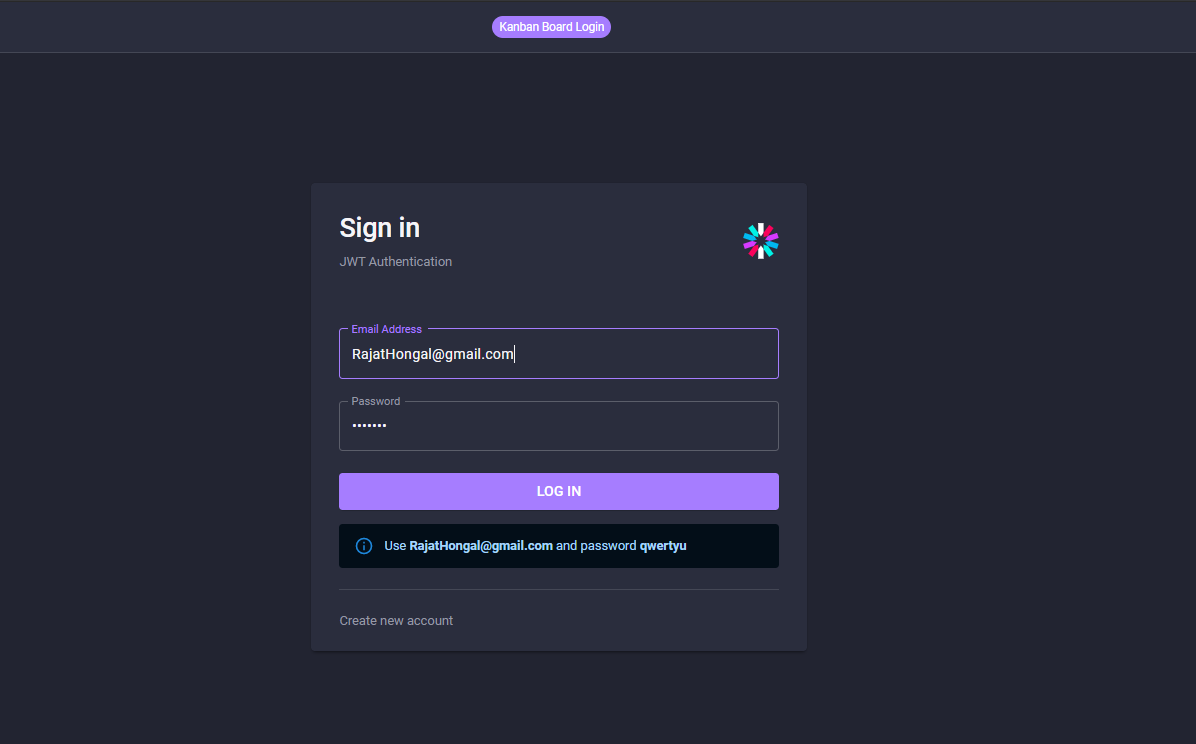 Kanban Board Login
Sign in
JWT Authentication
Email Address
RajatHongal@gmail.com
Password
•••••••
LOG IN
Use RajatHongal@gmail.com and password qwertyu
Create new account